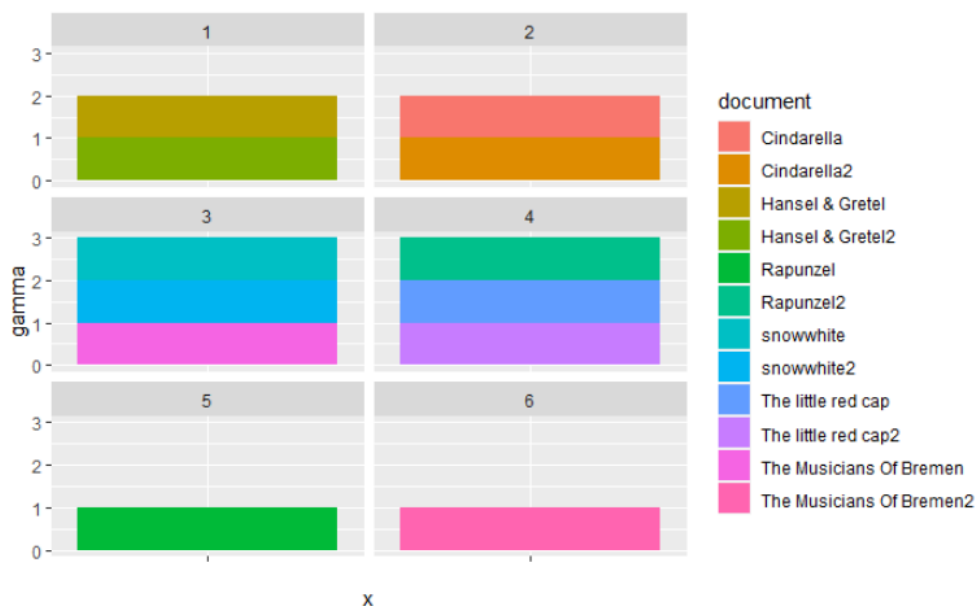 1
2
3
2
1
0
3
4
3
2
1
0
5
6
3
2
1
0
gamma
x
document
Cindarella
Cindarella2
Hansel & Gretel
Hansel & Gretel2
Rapunzel
Rapunzel2
snowwhite
snowwhite2
The little red cap
The little red cap2
The Musicians Of Bremen
The Musicians Of Bremen2